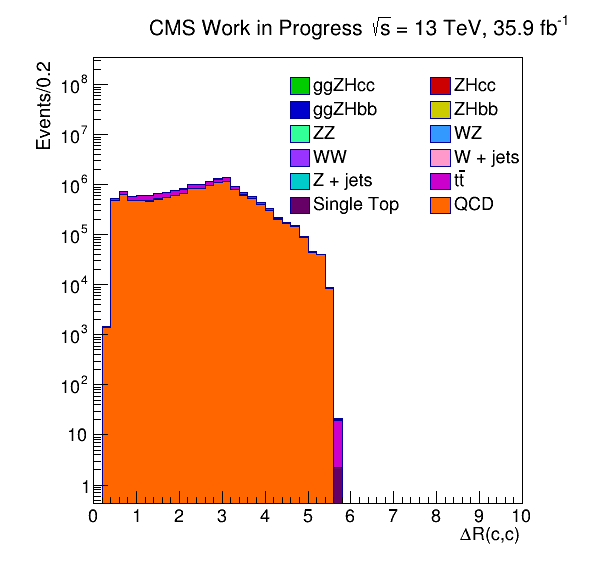 CMS Work in Progress √s = 13 TeV, 35.9 fb⁻¹
Events/0.2
10⁸
10⁷
10⁶
10⁵
10⁴
10³
10²
10
1
ggZHcc ZHcc
ggZHbb ZHbb
ZZ WZ
WW W + jets
Z + jets tt̄
Single Top QCD
0 1 2 3 4 5 6 7 8 9 10
ΔR(c,c)